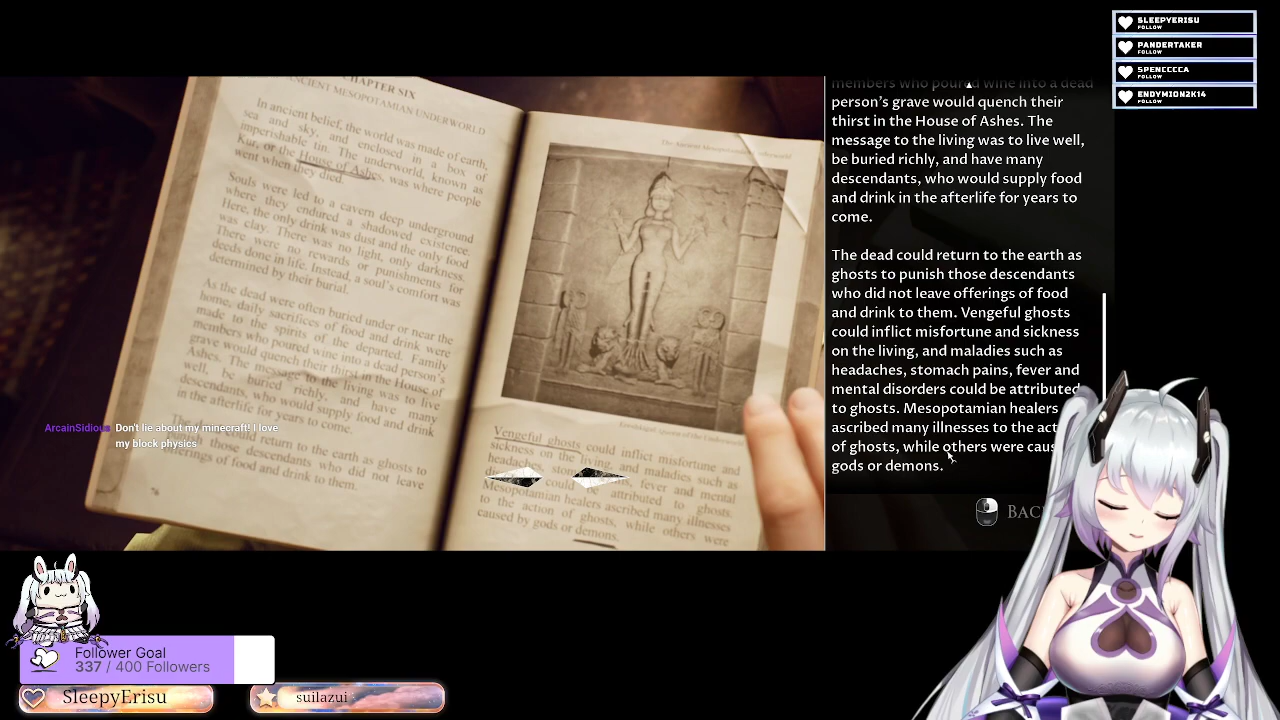 CHAPTER SIX
ANCIENT MESOPOTAMIAN UNDERWORLD
In ancient belief, the world was made of earth,
sea and sky, and enclosed in a box of
imperishable tin. The underworld, known as
Kur, or the House of Ashes, was where people
went when they died.
Souls were led to a cavern deep underground
where they endured a shadowed existence.
Here, the only drink was dust and the only food
was clay. There was no light, only darkness.
There were no rewards or punishments for
deeds done in life. Instead, a soul's comfort was
determined by their burial.
As the dead were often buried under or near the
home, daily sacrifices of food and drink were
made to the spirits of the departed. Family
members who poured wine into a dead person's
grave would quench their thirst in the House of
Ashes. The message to the living was to live
well, be buried richly, and have many
descendants, who would supply food and drink
in the afterlife for years to come.
The dead could return to the earth as ghosts to
those descendants who did not leave
offerings of food and drink to them.
The Ancient Mesopotamian Underworld
Ereshkigal, Queen of the Underworld
Vengeful ghosts could inflict misfortune and
sickness on the living, and maladies such as
fever and mental
could be attributed to ghosts.
Mesopotamian healers ascribed many illnesses
to the action of ghosts, while others were
caused by gods or demons.
members who poured wine into a dead
person's grave would quench their
thirst in the House of Ashes. The
message to the living was to live well,
be buried richly, and have many
descendants, who would supply food
and drink in the afterlife for years to
come.
The dead could return to the earth as
ghosts to punish those descendants
who did not leave offerings of food
and drink to them. Vengeful ghosts
could inflict misfortune and sickness
on the living, and maladies such as
headaches, stomach pains, fever and
mental disorders could be attributed
to ghosts. Mesopotamian healers
ascribed many illnesses to the act
of ghosts, while others were caus
gods or demons.
BAC
SLEEPYERISU
FOLLOW
PANDERTAKER
FOLLOW
SPENCCCCA
FOLLOW
ENDYMION2K14
FOLLOW
ArcainSidious Don't lie about my minecraft! I love
my block physics
Follower Goal
337 / 400 Followers
SleepyErisu
suilazui